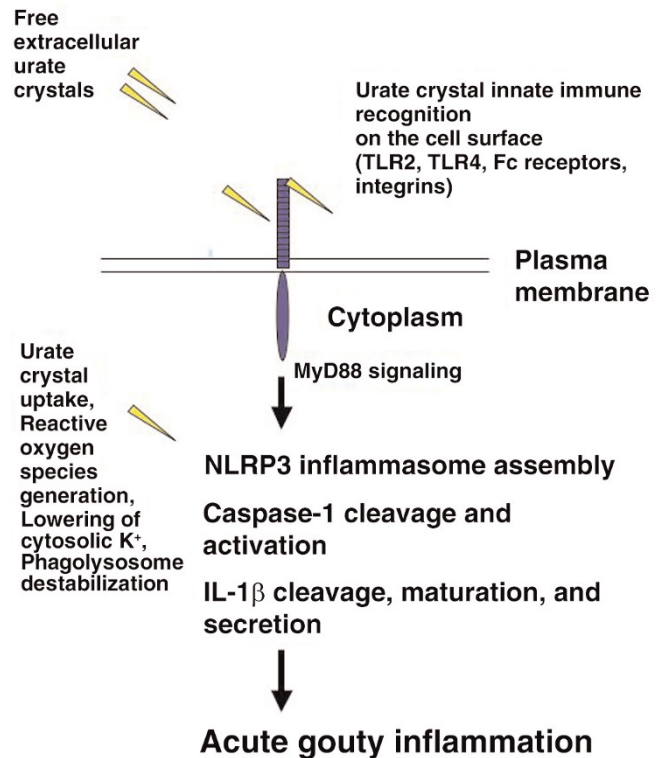 Free
extracellular
urate
crystals
Urate crystal innate immune
recognition
on the cell surface
(TLR2, TLR4, Fc receptors,
integrins)
Plasma
membrane
Cytoplasm
MyD88 signaling
Urate
crystal
uptake,
Reactive
oxygen
species
generation,
Lowering of
cytosolic K⁺,
Phagolysosome
destabilization
NLRP3 inflammasome assembly
Caspase-1 cleavage and
activation
IL-1β cleavage, maturation, and
secretion
Acute gouty inflammation